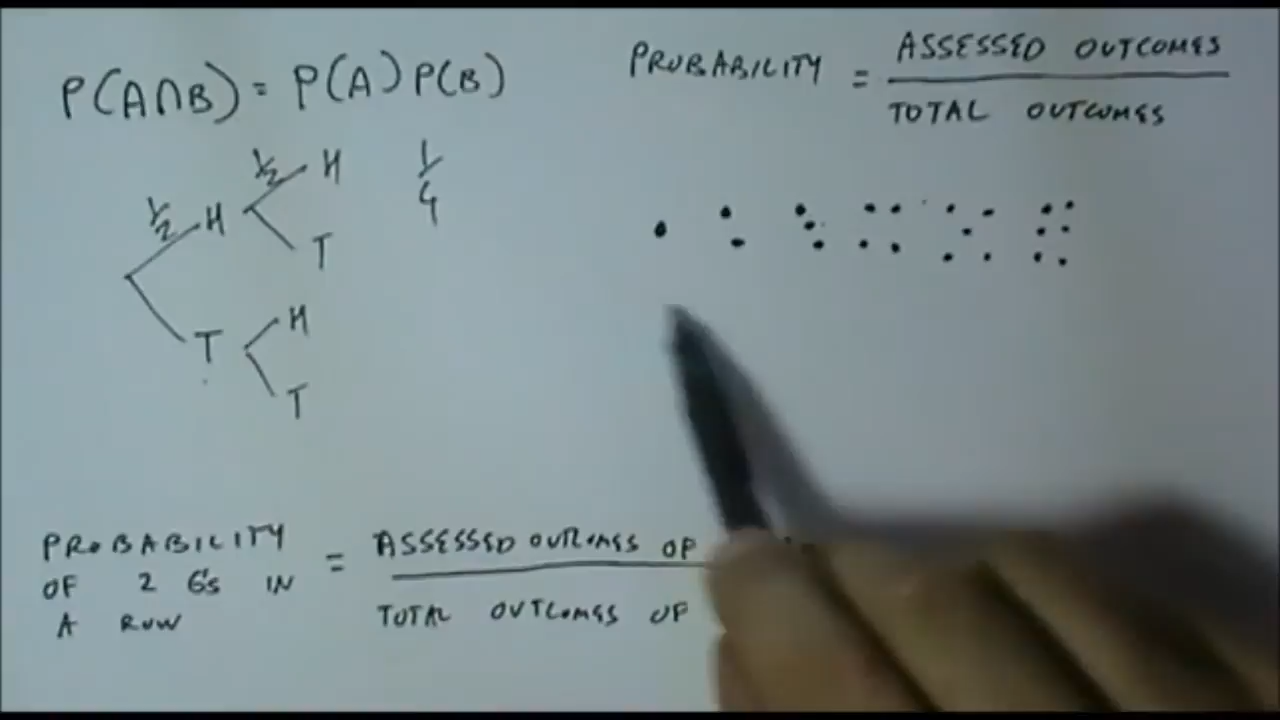 P(A∩B) = P(A)P(B)
PROBABILITY = ASSESSED OUTCOMES
TOTAL OUTCOMES
1/2 H 1/2 H 1/4
T
T H
T
PROBABILITY OF 2 6's IN A ROW = ASSESSED OUTCOMES OF
TOTAL OUTCOMES OF